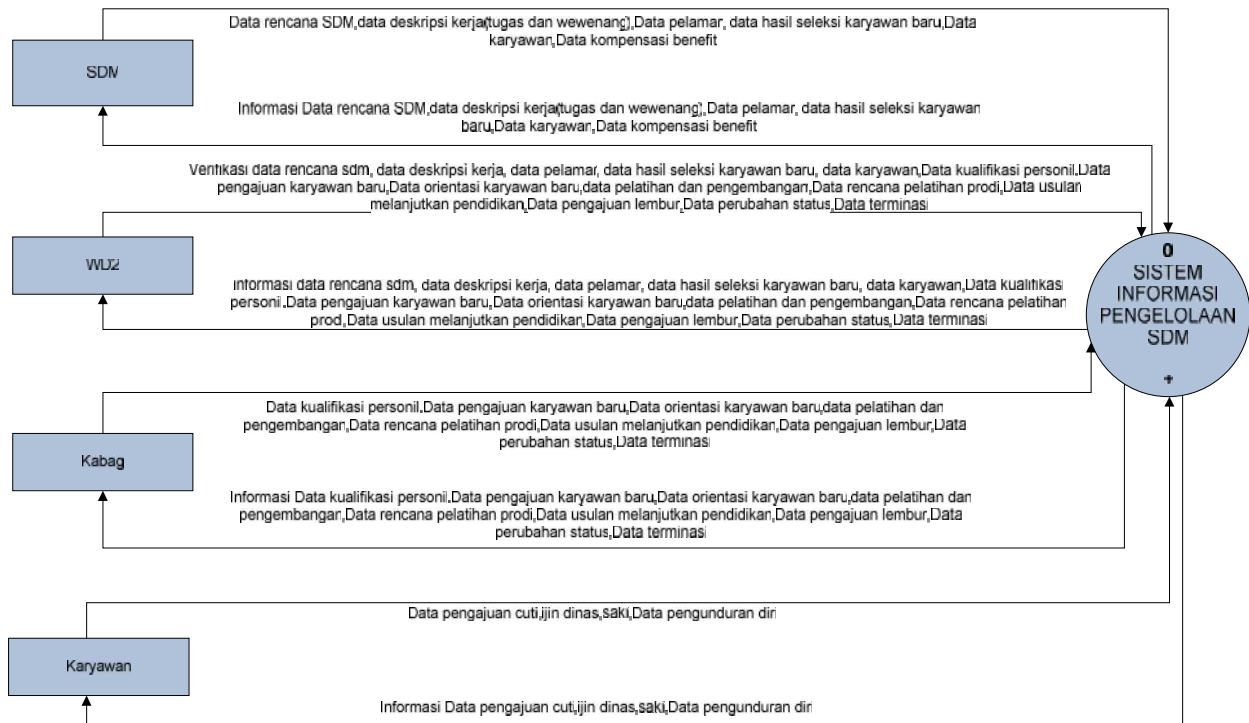 Data rencana SDM,data deskripsi kerja(tugas dan wewenang),Data pelamar, data hasil seleksi karyawan baru,Data
karyawan,Data kompensasi benefit
SDM
Informasi Data rencana SDM,data deskripsi kerja(tugas dan wewenang),Data pelamar, data hasil seleksi karyawan
baru,Data karyawan,Data kompensasi benefit
Verifikasi data rencana sdm, data deskripsi kerja, data pelamar, data hasil seleksi karyawan baru, data karyawan,Data kualifikasi personil,Data
pengajuan karyawan baru,Data orientasi karyawan baru,data pelatihan dan pengembangan,Data rencana pelatihan prodi,Data usulan
melanjutkan pendidikan,Data pengajuan lembur,Data perubahan status,Data terminasi
WD2
0
SISTEM
INFORMASI
PENGELOLAAN
SDM
+
Informasi data rencana sdm, data deskripsi kerja, data pelamar, data hasil seleksi karyawan baru, data karyawan,Data kualifikasi
personil,Data pengajuan karyawan baru,Data orientasi karyawan baru,data pelatihan dan pengembangan,Data rencana pelatihan
prodi,Data usulan melanjutkan pendidikan,Data pengajuan lembur,Data perubahan status,Data terminasi
Data kualifikasi personil,Data pengajuan karyawan baru,Data orientasi karyawan baru,data pelatihan dan
pengembangan,Data rencana pelatihan prodi,Data usulan melanjutkan pendidikan,Data pengajuan lembur,Data
perubahan status,Data terminasi
Kabag
Informasi Data kualifikasi personil,Data pengajuan karyawan baru,Data orientasi karyawan baru,data pelatihan dan
pengembangan,Data rencana pelatihan prodi,Data usulan melanjutkan pendidikan,Data pengajuan lembur,Data
perubahan status,Data terminasi
Data pengajuan cuti,ijin dinas,saki,Data pengunduran diri
Karyawan
Informasi Data pengajuan cuti,ijin dinas,saki,Data pengunduran diri